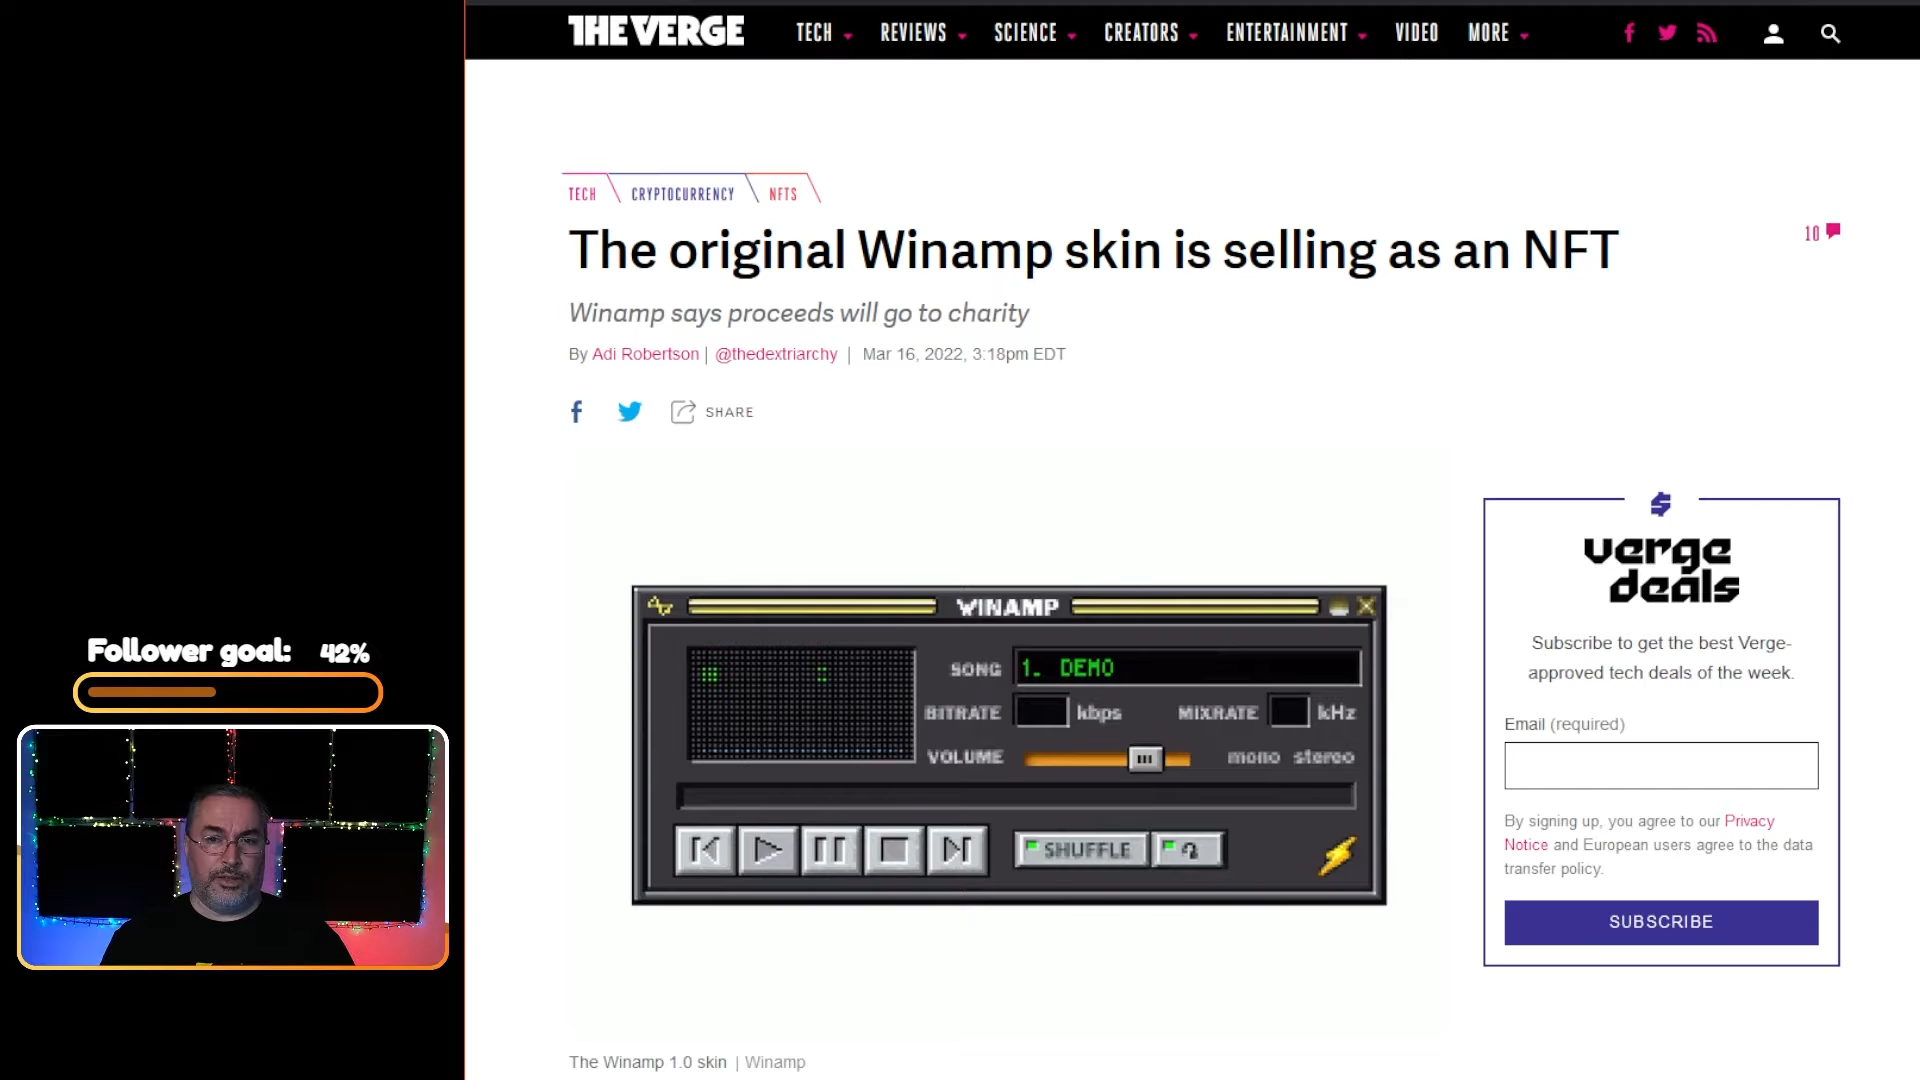 THE VERGE
TECH REVIEWS SCIENCE CREATORS ENTERTAINMENT VIDEO MORE
TECH CRYPTOCURRENCY NFTS
The original Winamp skin is selling as an NFT
10
Winamp says proceeds will go to charity
By Adi Robertson | @thedextriarchy | Mar 16, 2022, 3:18pm EDT
SHARE
WINAMP
SONG 1. DEMO
BITRATE kbps MIXRATE kHz
VOLUME mono stereo
SHUFFLE
The Winamp 1.0 skin | Winamp
verge
deals
Subscribe to get the best Verge-
approved tech deals of the week.
Email (required)
By signing up, you agree to our Privacy
Notice and European users agree to the data
transfer policy.
SUBSCRIBE
Follower goal: 42%